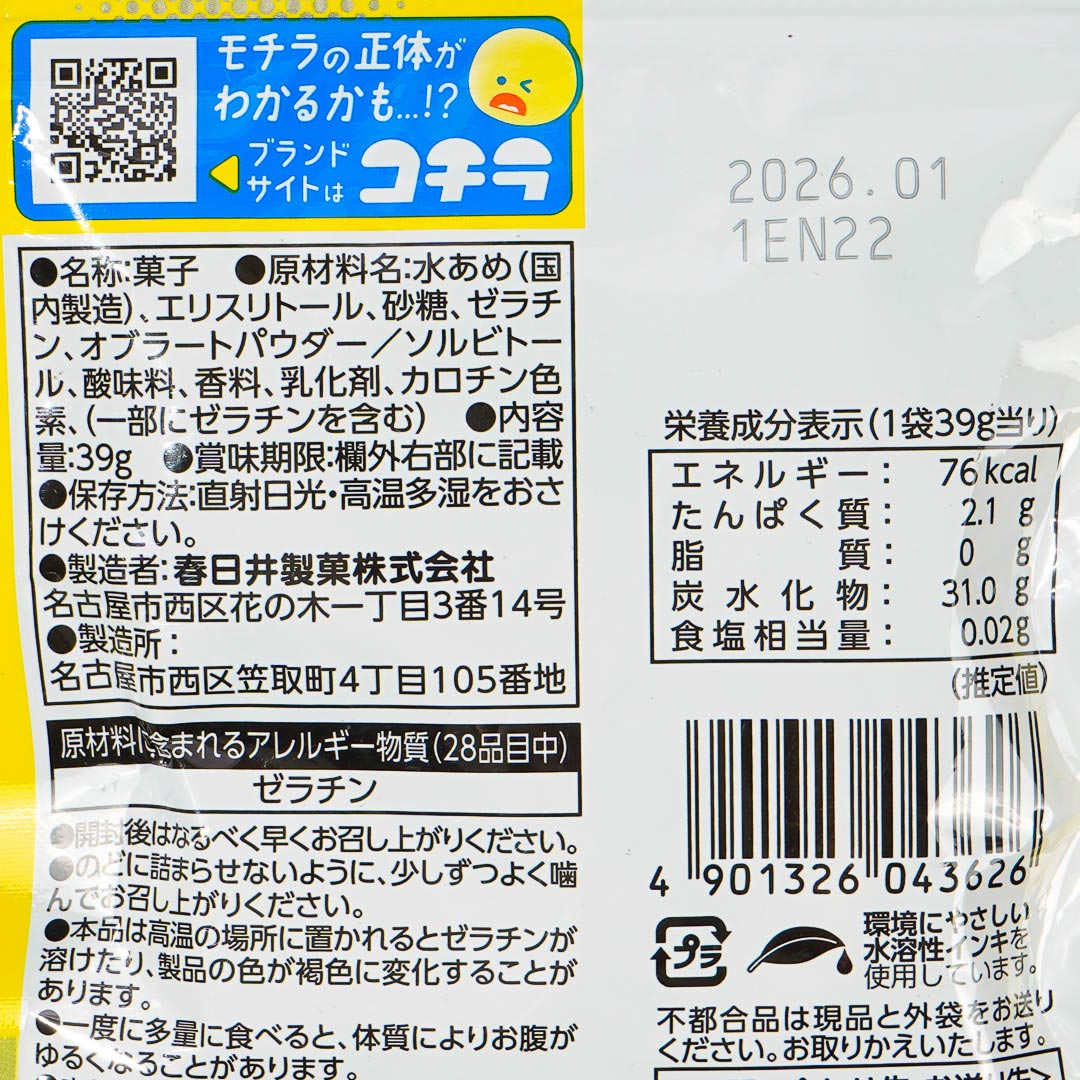 モチラの正体が
わかるかも...!?
ブランド
サイトは
コチラ
2026.01
1EN22
●名称:菓子 ●原材料名:水あめ(国
内製造)、エリスリトール、砂糖、ゼラチ
ン、オブラートパウダー/ソルビトー
ル、酸味料、香料、乳化剤、カロチン色
素、(一部にゼラチンを含む) ●内容
量:39g ●賞味期限:欄外右部に記載
●保存方法:直射日光・高温多湿をおさ
けください。
●製造者:春日井製菓株式会社
名古屋市西区花の木一丁目3番14号
●製造所:
名古屋市西区笠取町4丁目105番地
原材料に含まれるアレルギー物質(28品目中)
ゼラチン
●開封後はなるべく早くお召し上がりください。
●のどに詰まらせないように、少しずつよく噛
んでお召し上がりください。
●本品は高温の場所に置かれるとゼラチンが
溶けたり、製品の色が褐色に変化することが
あります。
●一度に多量に食べると、体質によりお腹が
ゆるくなることがあります。
栄養成分表示(1袋39g当り)
エネルギー: 76kcal
たんぱく質: 2.1 g
脂質: 0 g
炭水化物: 31.0 g
食塩相当量: 0.02g
(推定値)
4 901326 043626
プラ
環境にやさしい
水溶性インキを
使用しています。
不都合品は現品と外袋をお送り
ください。お取りかえいたします。